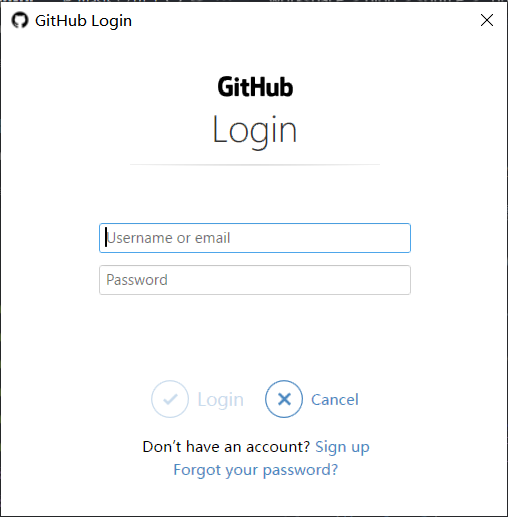 GitHub Login
GitHub
Login
Username or email
Password
Login Cancel
Don't have an account? Sign up
Forgot your password?